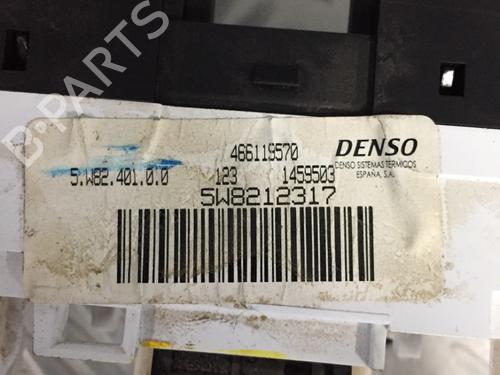 B-PARTS
466119570
DENSO
DENSO SISTEMAS TERMICOS
ESPAÑA, S.A.
5.W82.401.0.0 123 1459503
5W8212317